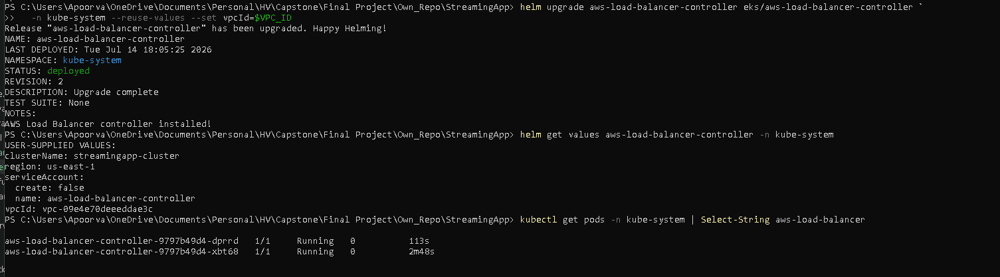 PS C:\Users\Apoorva\OneDrive\Documents\Personal\HV\Capstone\Final Project\Own_Repo\StreamingApp> helm upgrade aws-load-balancer-controller eks/aws-load-balancer-controller `
>>   -n kube-system --reuse-values --set vpcId=$VPC_ID
Release "aws-load-balancer-controller" has been upgraded. Happy Helming!
NAME: aws-load-balancer-controller
LAST DEPLOYED: Tue Jul 14 18:05:25 2026
NAMESPACE: kube-system
STATUS: deployed
REVISION: 2
DESCRIPTION: Upgrade complete
TEST SUITE: None
NOTES:
AWS Load Balancer controller installed!
PS C:\Users\Apoorva\OneDrive\Documents\Personal\HV\Capstone\Final Project\Own_Repo\StreamingApp> helm get values aws-load-balancer-controller -n kube-system
USER-SUPPLIED VALUES:
clusterName: streamingapp-cluster
region: us-east-1
serviceAccount:
  create: false
  name: aws-load-balancer-controller
vpcId: vpc-09e4e70deeeddae3c
PS C:\Users\Apoorva\OneDrive\Documents\Personal\HV\Capstone\Final Project\Own_Repo\StreamingApp> kubectl get pods -n kube-system | Select-String aws-load-balancer
aws-load-balancer-controller-9797b49d4-dprrd   1/1     Running   0          113s
aws-load-balancer-controller-9797b49d4-xbt68   1/1     Running   0          2m48s